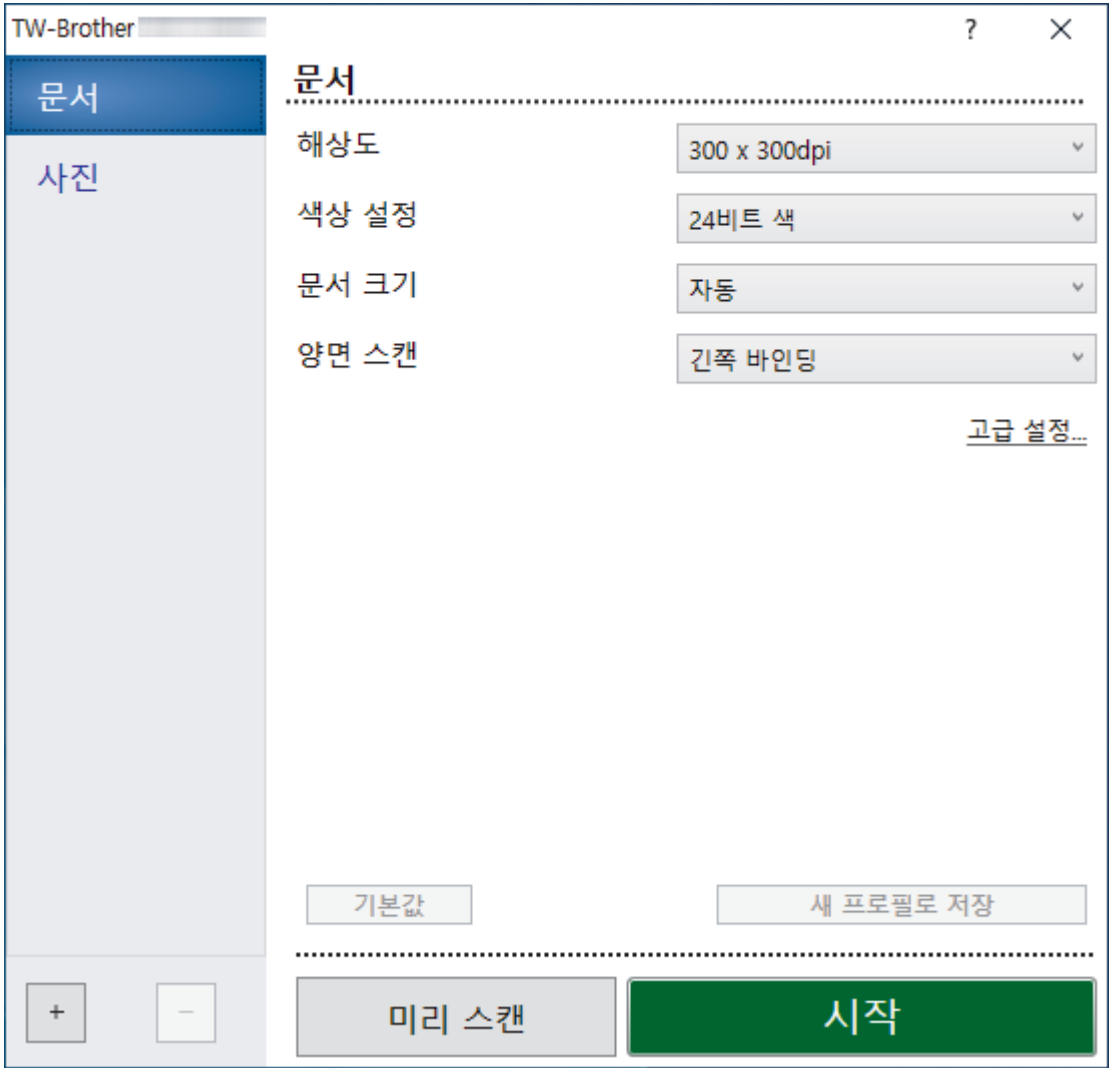 TW-Brother
?
문서
사진
문서
해상도 300 x 300dpi
색상 설정 24비트 색
문서 크기 자동
양면 스캔 긴쪽 바인딩
고급 설정...
기본값 새 프로필로 저장
+ −
미리 스캔 시작